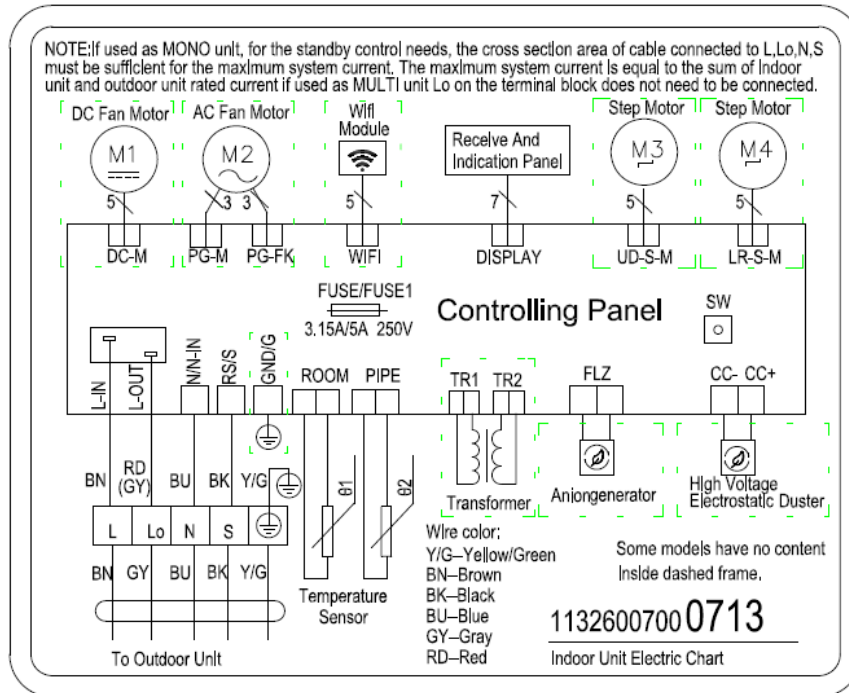 NOTE:If used as MONO unit, for the standby control needs, the cross section area of cable connected to L,Lo,N,S
must be sufficient for the maximum system current. The maximum system current is equal to the sum of indoor
unit and outdoor unit rated current if used as MULTI unit Lo on the terminal block does not need to be connected.
DC Fan Motor
AC Fan Motor
Wifi
Module
Step Motor
Step Motor
M1
M2
Receive And
Indication Panel
M3
M4
5
3
3
5
7
5
5
DC-M
PG-M
PG-FK
WIFI
DISPLAY
UD-S-M
LR-S-M
FUSE/FUSE1
3.15A/5A 250V
Controlling Panel
SW
L-IN
L-OUT
N/N-IN
RS/S
GND/G
ROOM
PIPE
TR1
TR2
FLZ
CC-
CC+
BN
RD
(GY)
BU
BK
Y/G
θ1
θ2
Transformer
Aniongenerator
High Voltage
Electrostatic Duster
L
Lo
N
S
BN
GY
BU
BK
Y/G
Temperature
Sensor
To Outdoor Unit
Wire color:
Y/G–Yellow/Green
BN–Brown
BK–Black
BU–Blue
GY–Gray
RD–Red
Some models have no content
inside dashed frame.
11326007000713
Indoor Unit Electric Chart